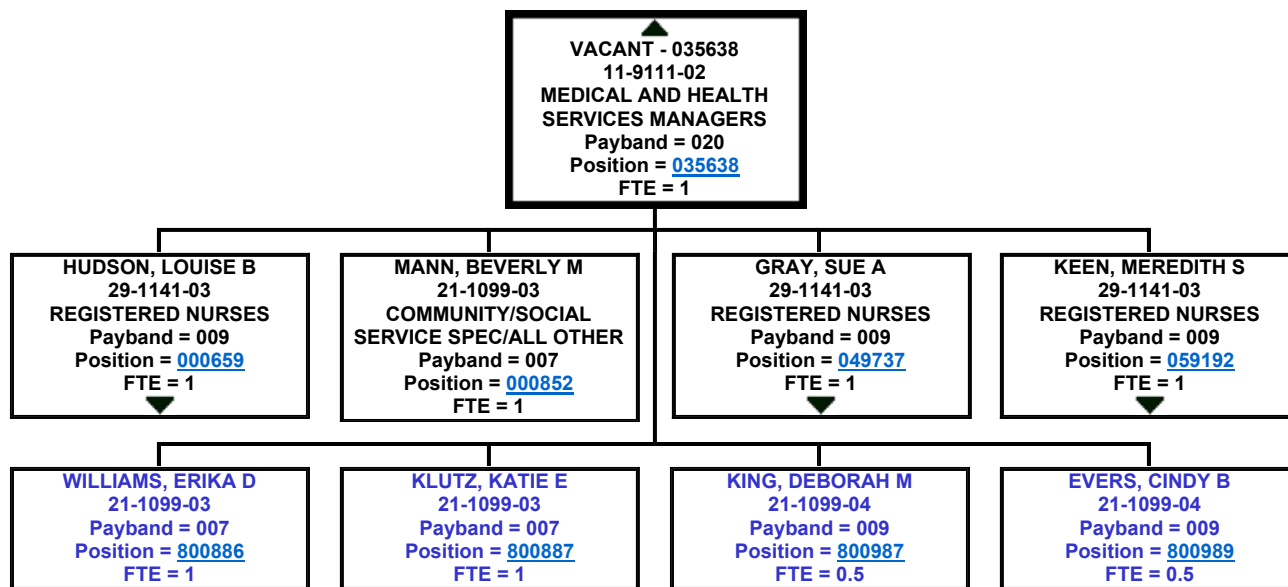 VACANT - 035638
11-9111-02
MEDICAL AND HEALTH
SERVICES MANAGERS
Payband = 020
Position = 035638
FTE = 1
HUDSON, LOUISE B
29-1141-03
REGISTERED NURSES
Payband = 009
Position = 000659
FTE = 1
MANN, BEVERLY M
21-1099-03
COMMUNITY/SOCIAL
SERVICE SPEC/ALL OTHER
Payband = 007
Position = 000852
FTE = 1
GRAY, SUE A
29-1141-03
REGISTERED NURSES
Payband = 009
Position = 049737
FTE = 1
KEEN, MEREDITH S
29-1141-03
REGISTERED NURSES
Payband = 009
Position = 059192
FTE = 1
WILLIAMS, ERIKA D
21-1099-03
Payband = 007
Position = 800886
FTE = 1
KLUTZ, KATIE E
21-1099-03
Payband = 007
Position = 800887
FTE = 1
KING, DEBORAH M
21-1099-04
Payband = 009
Position = 800987
FTE = 0.5
EVERS, CINDY B
21-1099-04
Payband = 009
Position = 800989
FTE = 0.5